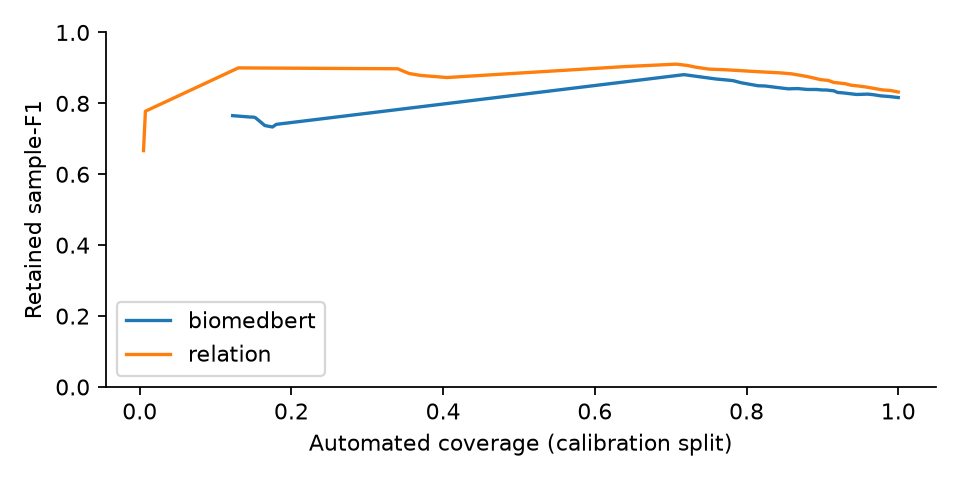 1.0
0.8
0.6
0.4
0.2
0.0
Retained sample-F1
biomedbert
relation
0.0 0.2 0.4 0.6 0.8 1.0
Automated coverage (calibration split)